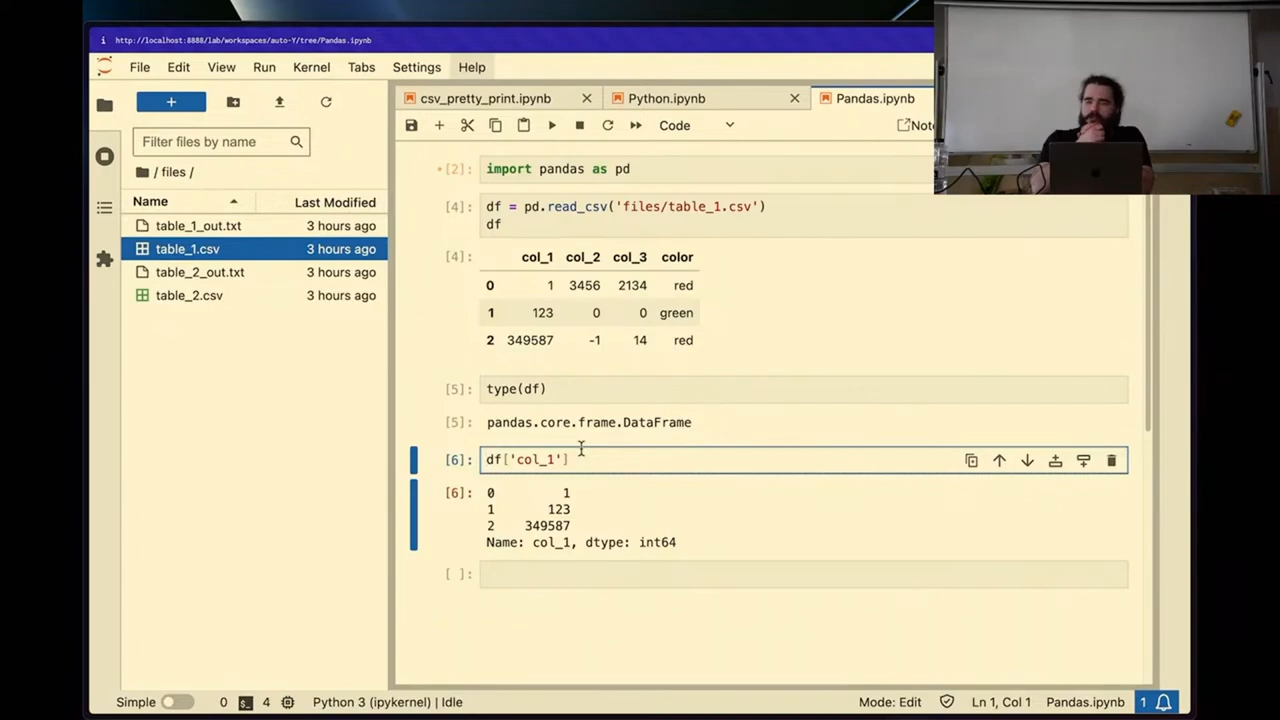 http://localhost:8888/lab/workspaces/auto-Y/tree/Pandas.ipynb
File Edit View Run Kernel Tabs Settings Help
csv_pretty_print.ipynb Python.ipynb Pandas.ipynb
Code
Filter files by name
/ files /
Name Last Modified
table_1_out.txt 3 hours ago
table_1.csv 3 hours ago
table_2_out.txt 3 hours ago
table_2.csv 3 hours ago
[2]: import pandas as pd
[4]: df = pd.read_csv('files/table_1.csv')
df
[4]: col_1 col_2 col_3 color
0 1 3456 2134 red
1 123 0 0 green
2 349587 -1 14 red
[5]: type(df)
[5]: pandas.core.frame.DataFrame
[6]: df['col_1']
[6]: 0 1
1 123
2 349587
Name: col_1, dtype: int64
[ ]:
Simple 0 4 Python 3 (ipykernel) | Idle Mode: Edit Ln 1, Col 1 Pandas.ipynb 1